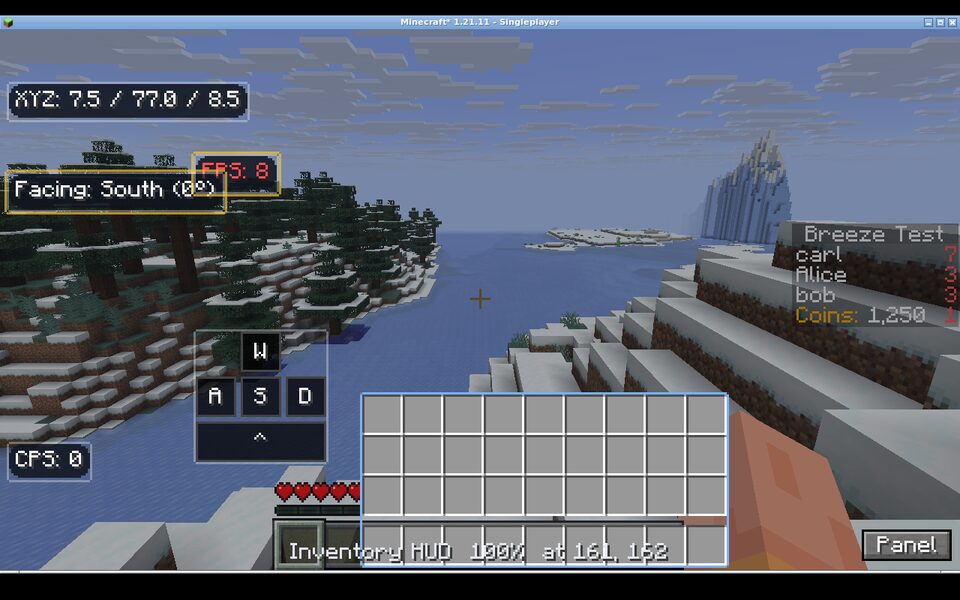 Minecraft* 1.21.11 - Singleplayer
XYZ: 7.5 / 77.0 / 8.5
FPS: 8
Facing: South (0°)
Breeze Test
carl 7
Alice 3
bob 3
Coins: 1,250 1
W
A S D
^
CPS: 0
Inventory HUD 100% at 161, 162
Panel